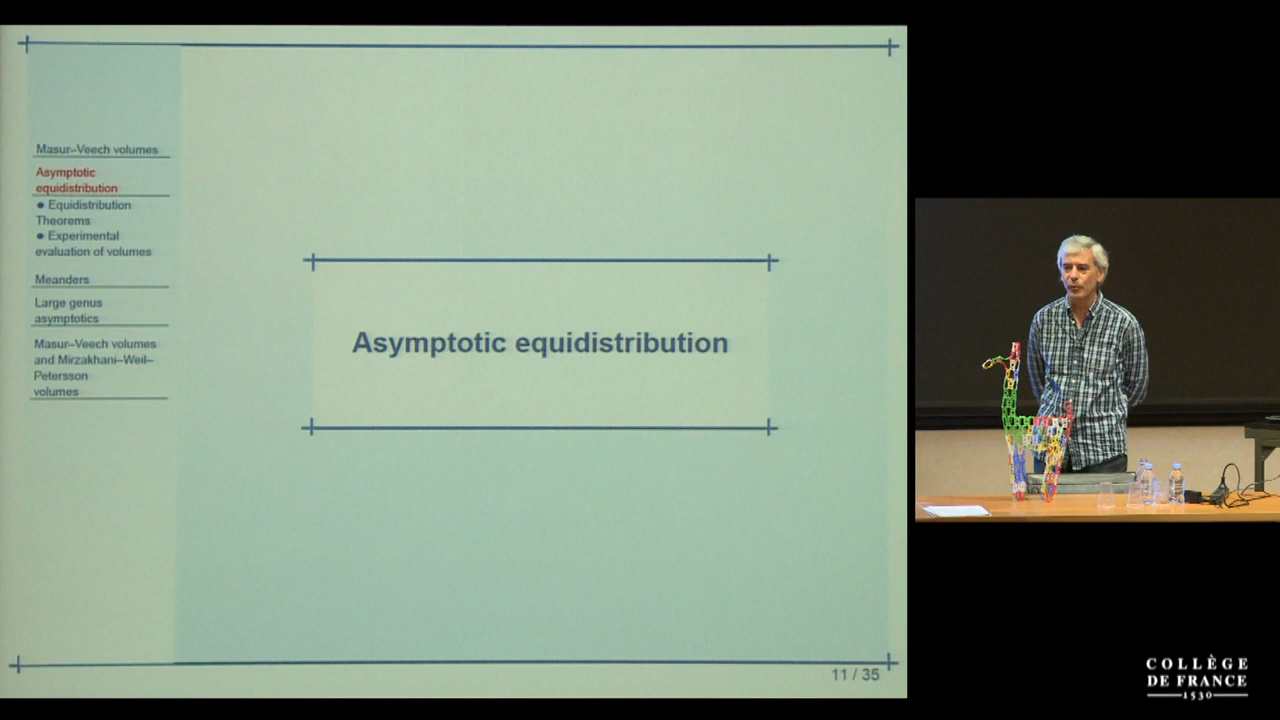 Masur–Veech volumes
Asymptotic
equidistribution
● Equidistribution
Theorems
● Experimental
evaluation of volumes
Meanders
Large genus
asymptotics
Masur–Veech volumes
and Mirzakhani–Weil–
Petersson
volumes
Asymptotic equidistribution
11 / 35
COLLÈGE
DE FRANCE
1530